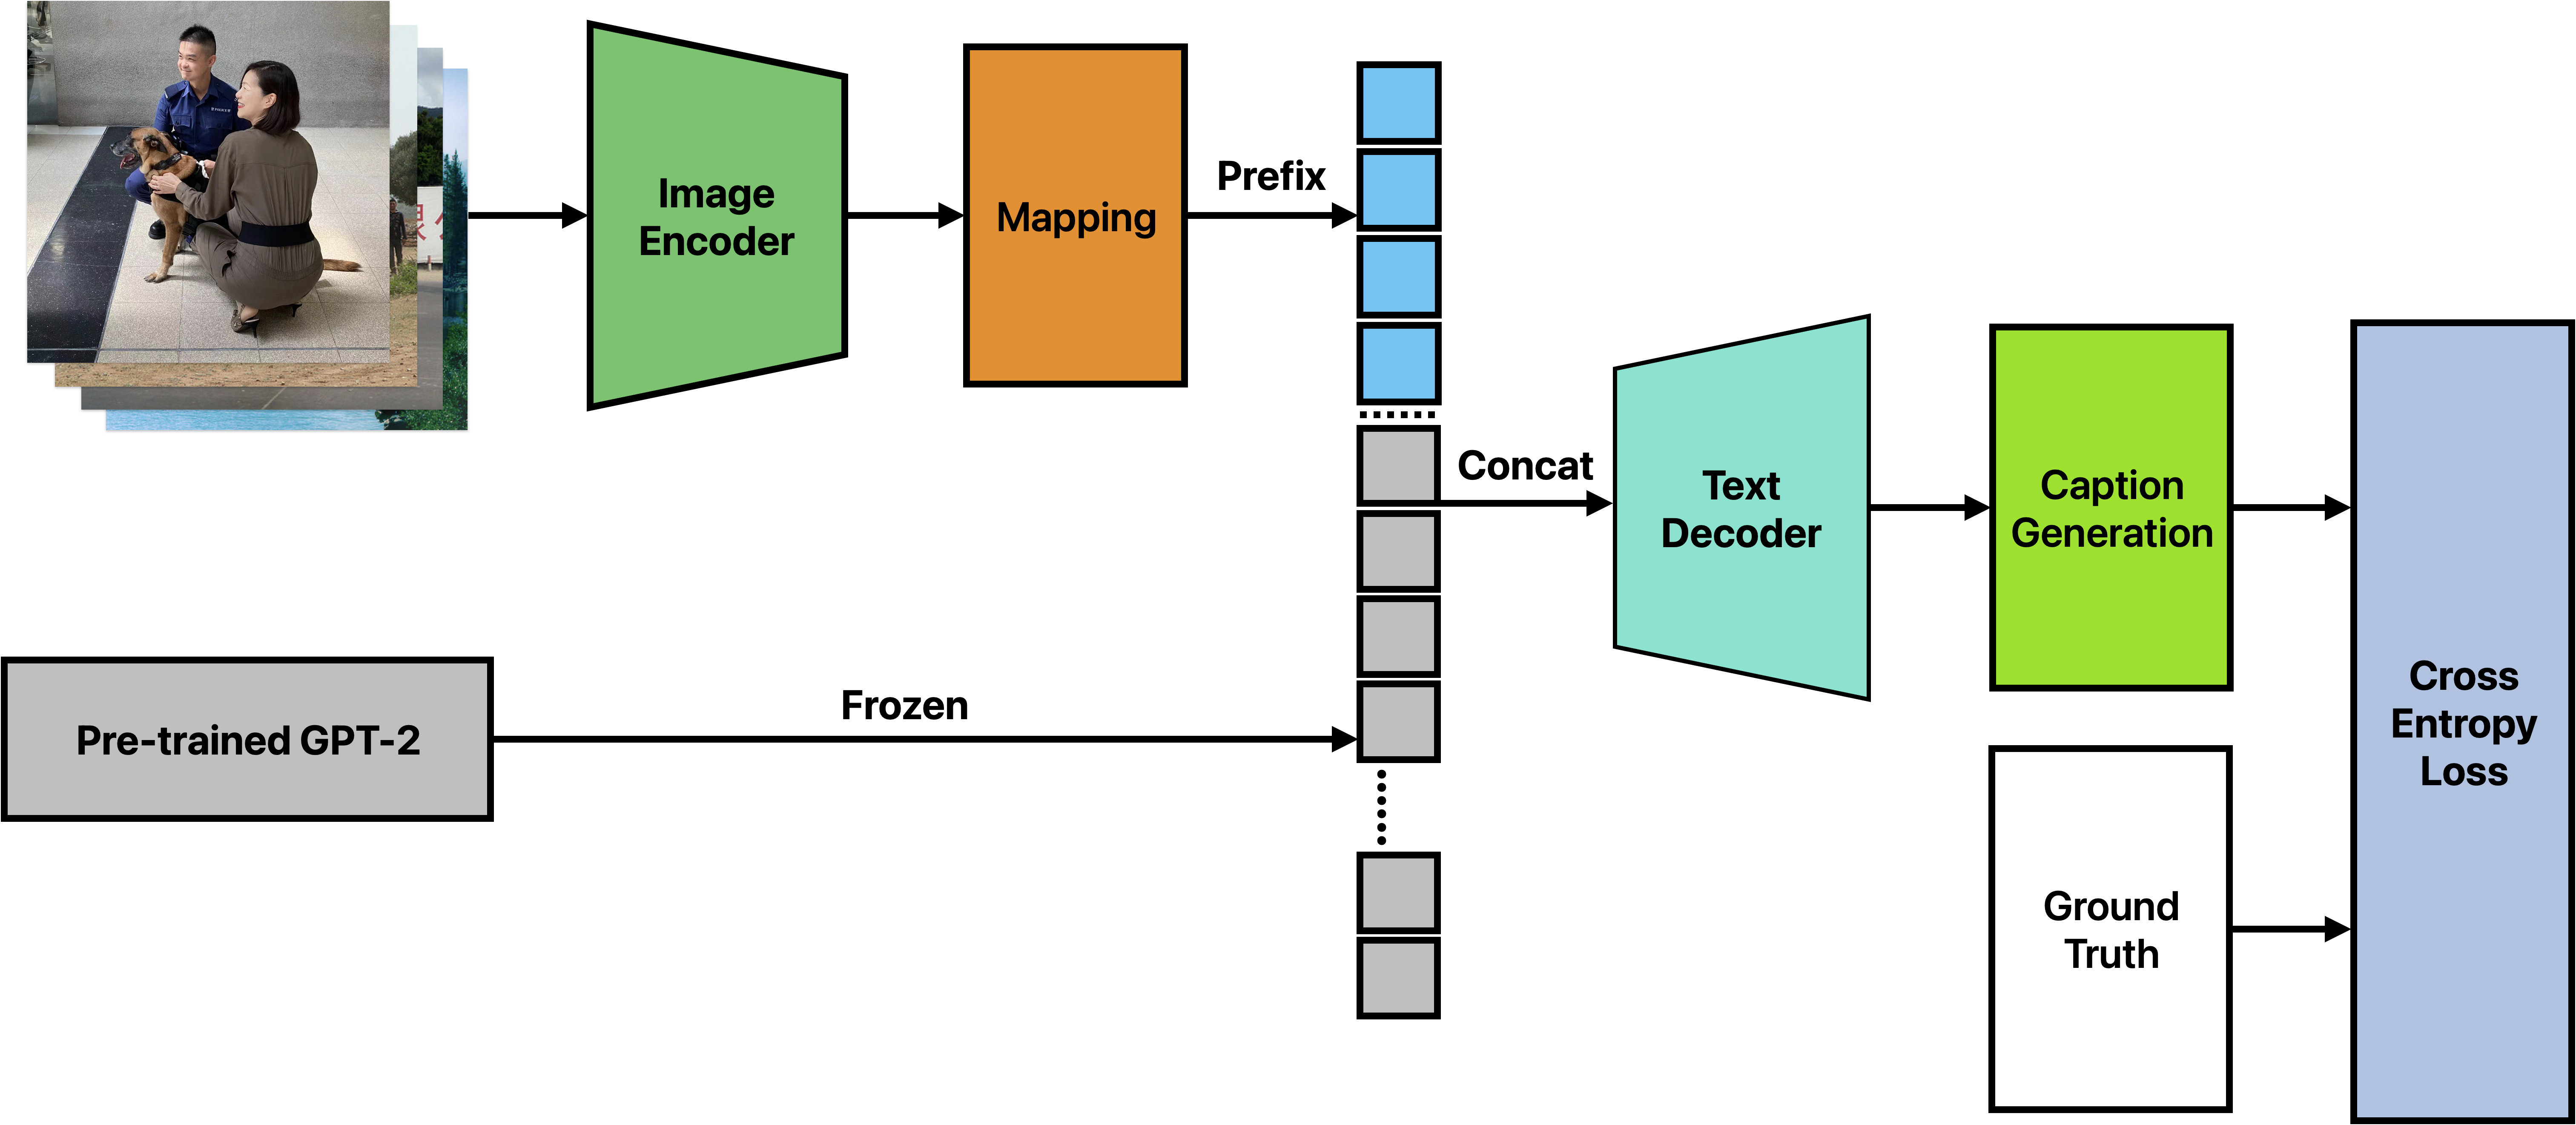 Image
Encoder
Mapping
Prefix
Concat
Text
Decoder
Caption
Generation
Frozen
Pre-trained GPT-2
Ground
Truth
Cross
Entropy
Loss